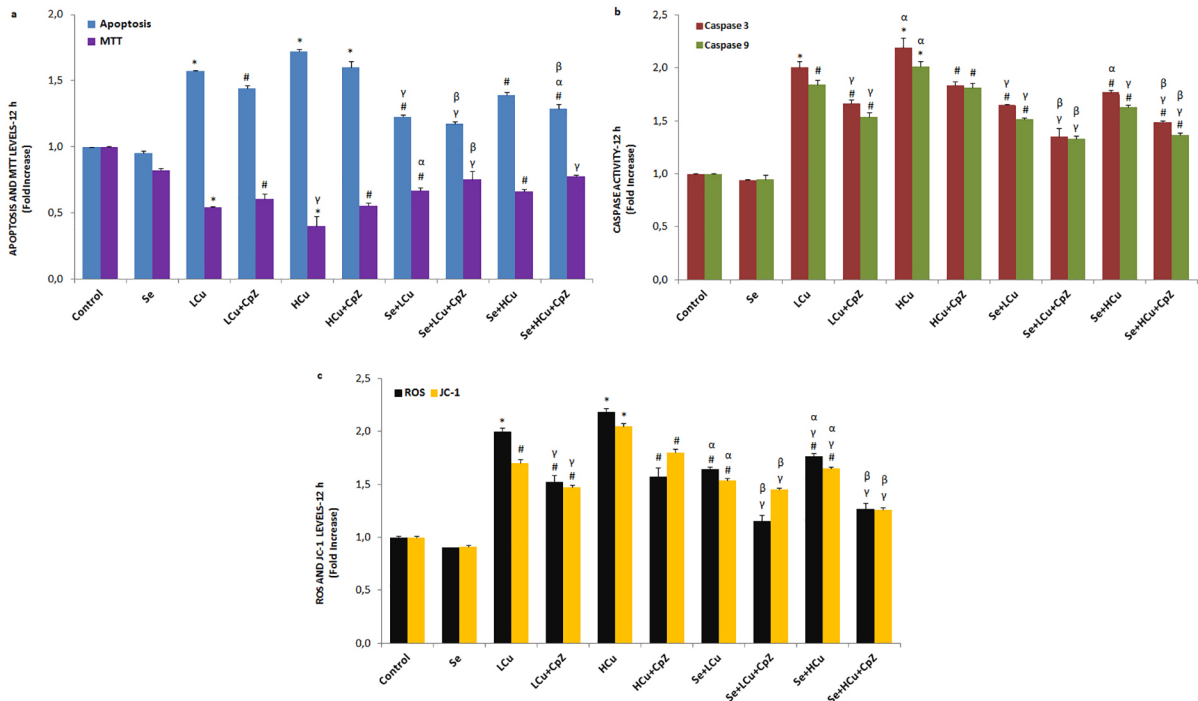 a
2,0
Apoptosis
MTT
*
*
*
#
#
β
α
#
γ
#
β
γ
1,5
1,0
0,5
0,0
*
#
γ
*
#
α
#
β
γ
#
γ
APOPTOSIS AND MTT LEVELS-12 h
(Fold Increase)
Control
Se
LCu
LCu+CpZ
HCu
HCu+CpZ
Se+LCu
Se+LCu+CpZ
Se+HCu
Se+HCu+CpZ
b
2,5
Caspase 3
Caspase 9
2,0
1,5
1,0
0,5
0,0
* #
γ γ
# #
α α
* *
# #
γ γ
# #
β β
γ γ
α γ
# #
β β
γ γ
# #
CASPASE ACTIVITY-12 h
(Fold Increase)
Control
Se
LCu
LCu+CpZ
HCu
HCu+CpZ
Se+LCu
Se+LCu+CpZ
Se+HCu
Se+HCu+CpZ
c
2,5
ROS
JC-1
2,0
1,5
1,0
0,5
0,0
* #
γ γ
# #
* *
# #
α α
# #
β β
γ γ
α α
γ γ
# #
β β
γ γ
ROS AND JC-1 LEVELS-12 h
(Fold Increase)
Control
Se
LCu
LCu+CpZ
HCu
HCu+CpZ
Se+LCu
Se+LCu+CpZ
Se+HCu
Se+HCu+CpZ